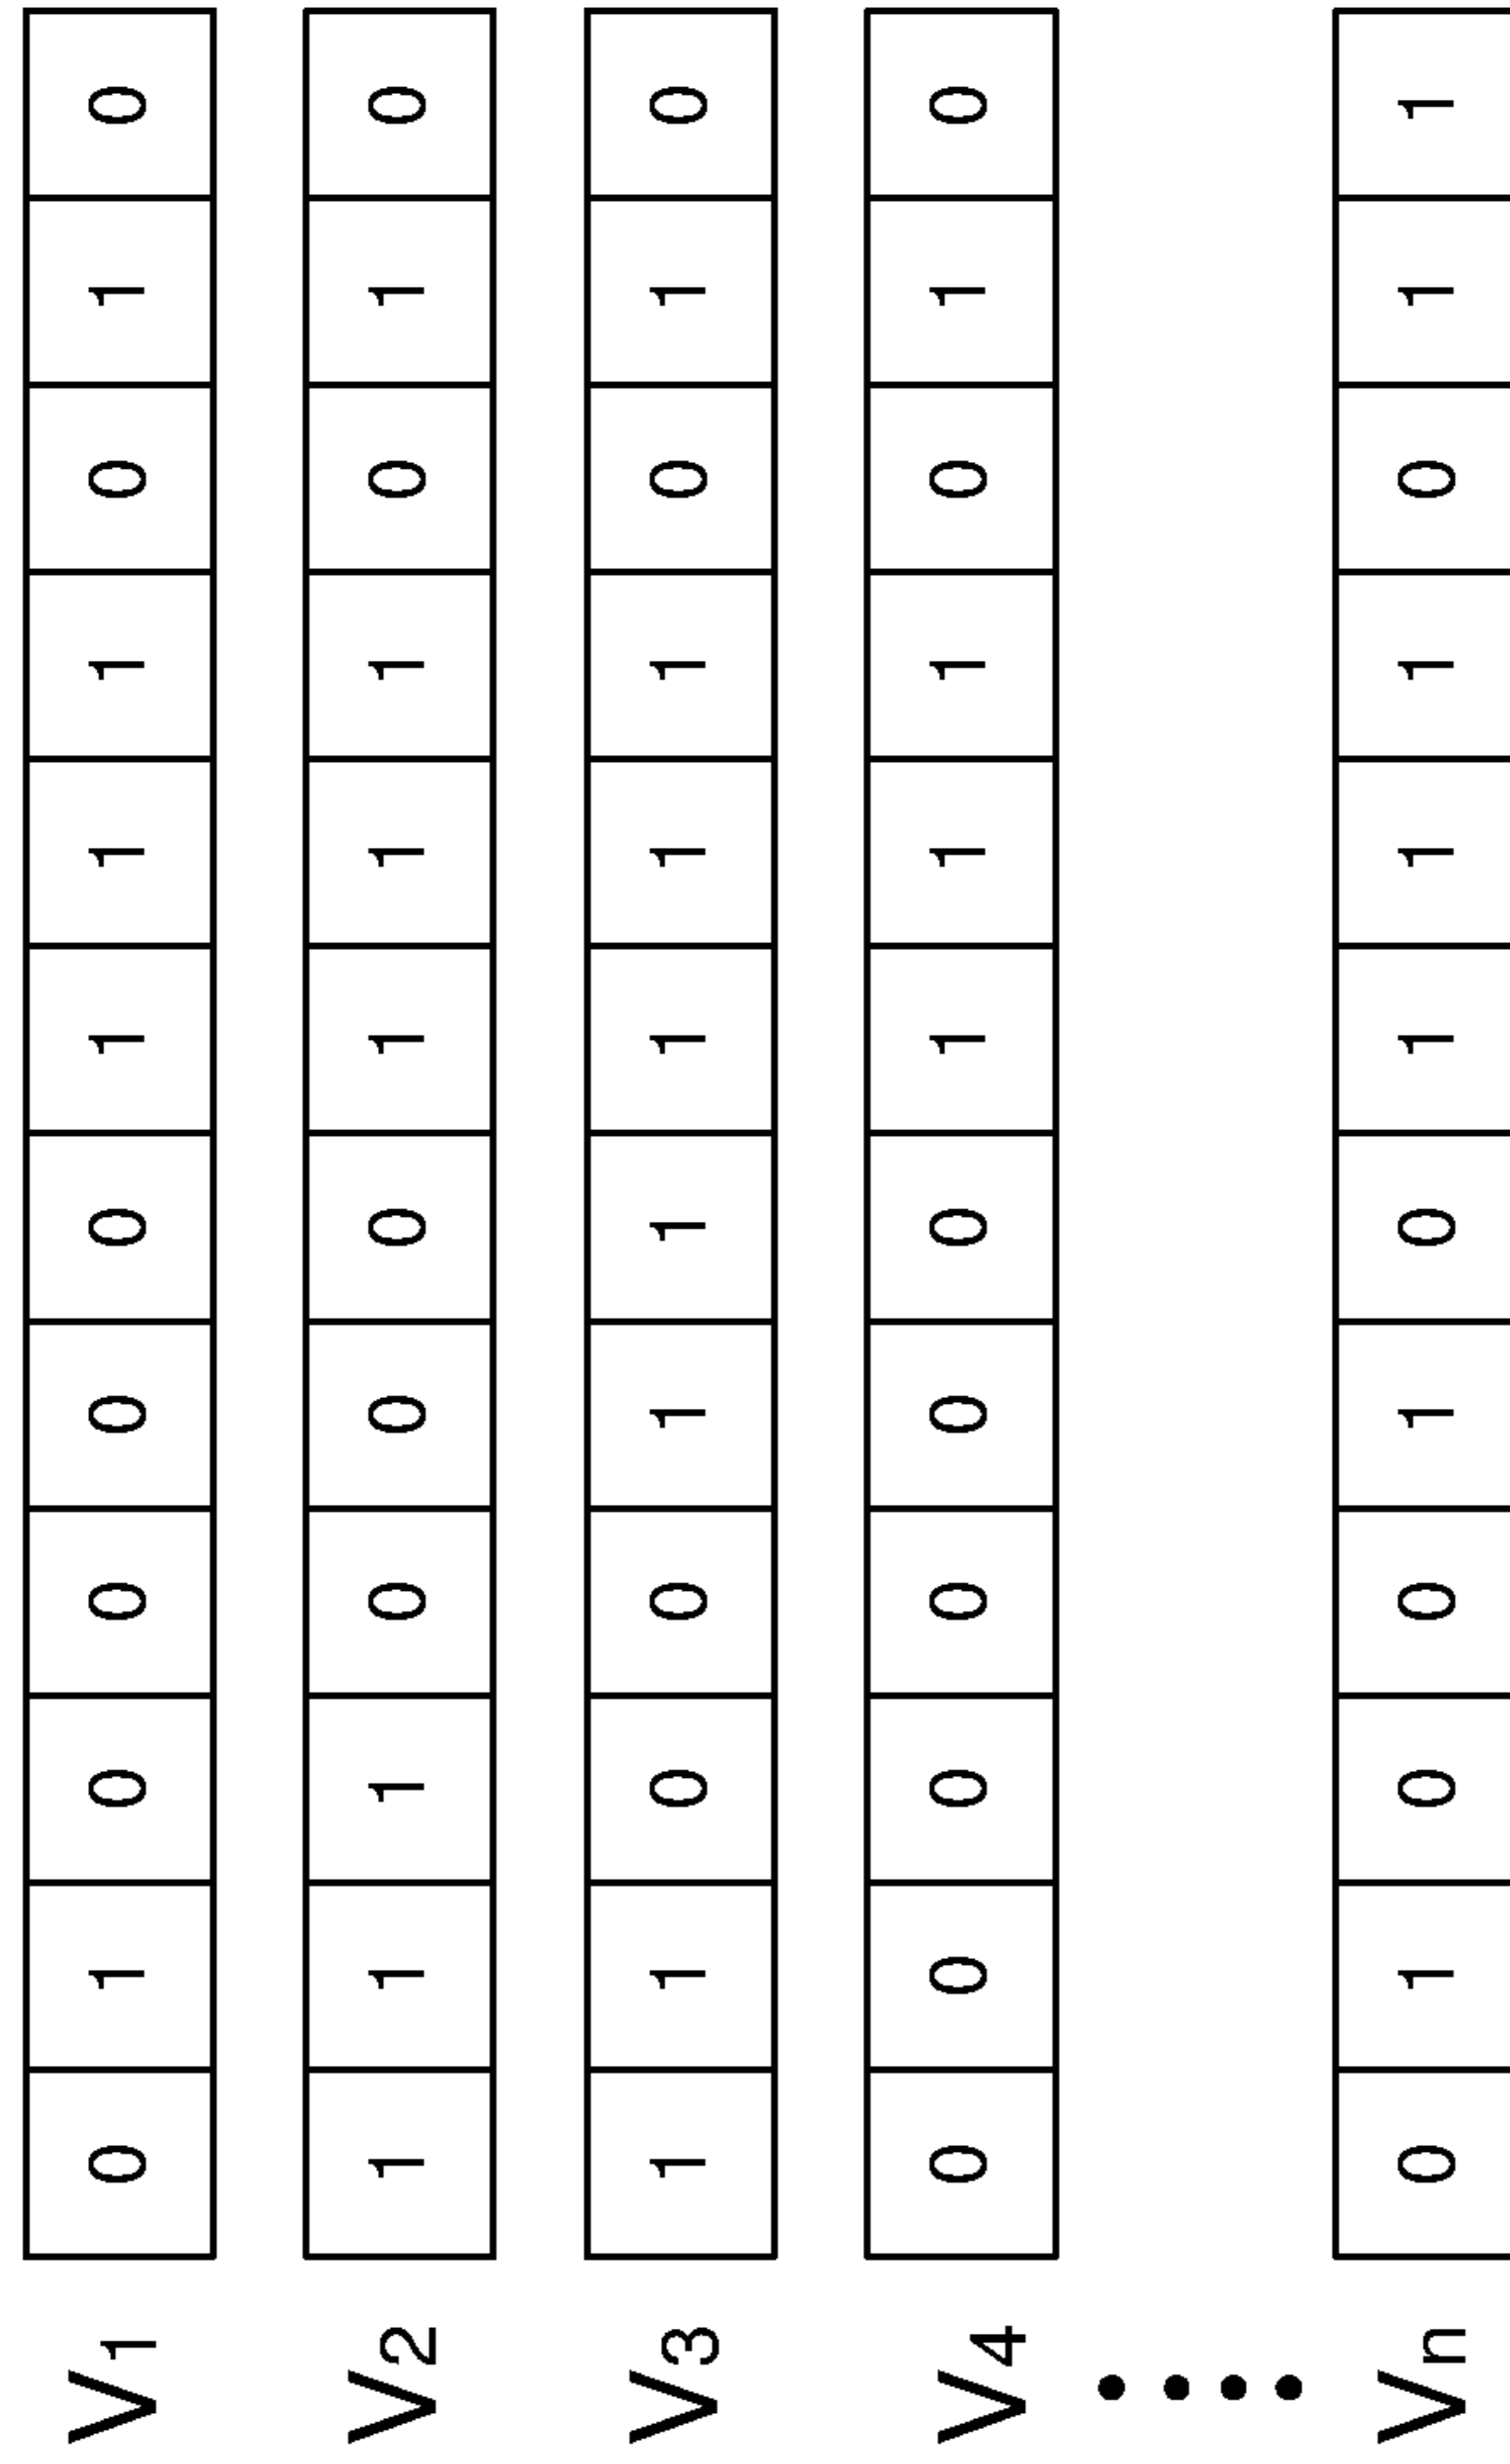 V1 0 1 0 0 0 0 1 1 1 0 1 0
V2 1 1 1 0 0 0 1 1 1 0 1 0
V3 1 1 0 0 1 1 1 1 1 0 1 0
V4 0 0 0 0 0 0 1 1 1 0 1 0
Vn 0 1 0 0 1 0 1 1 1 0 1 1